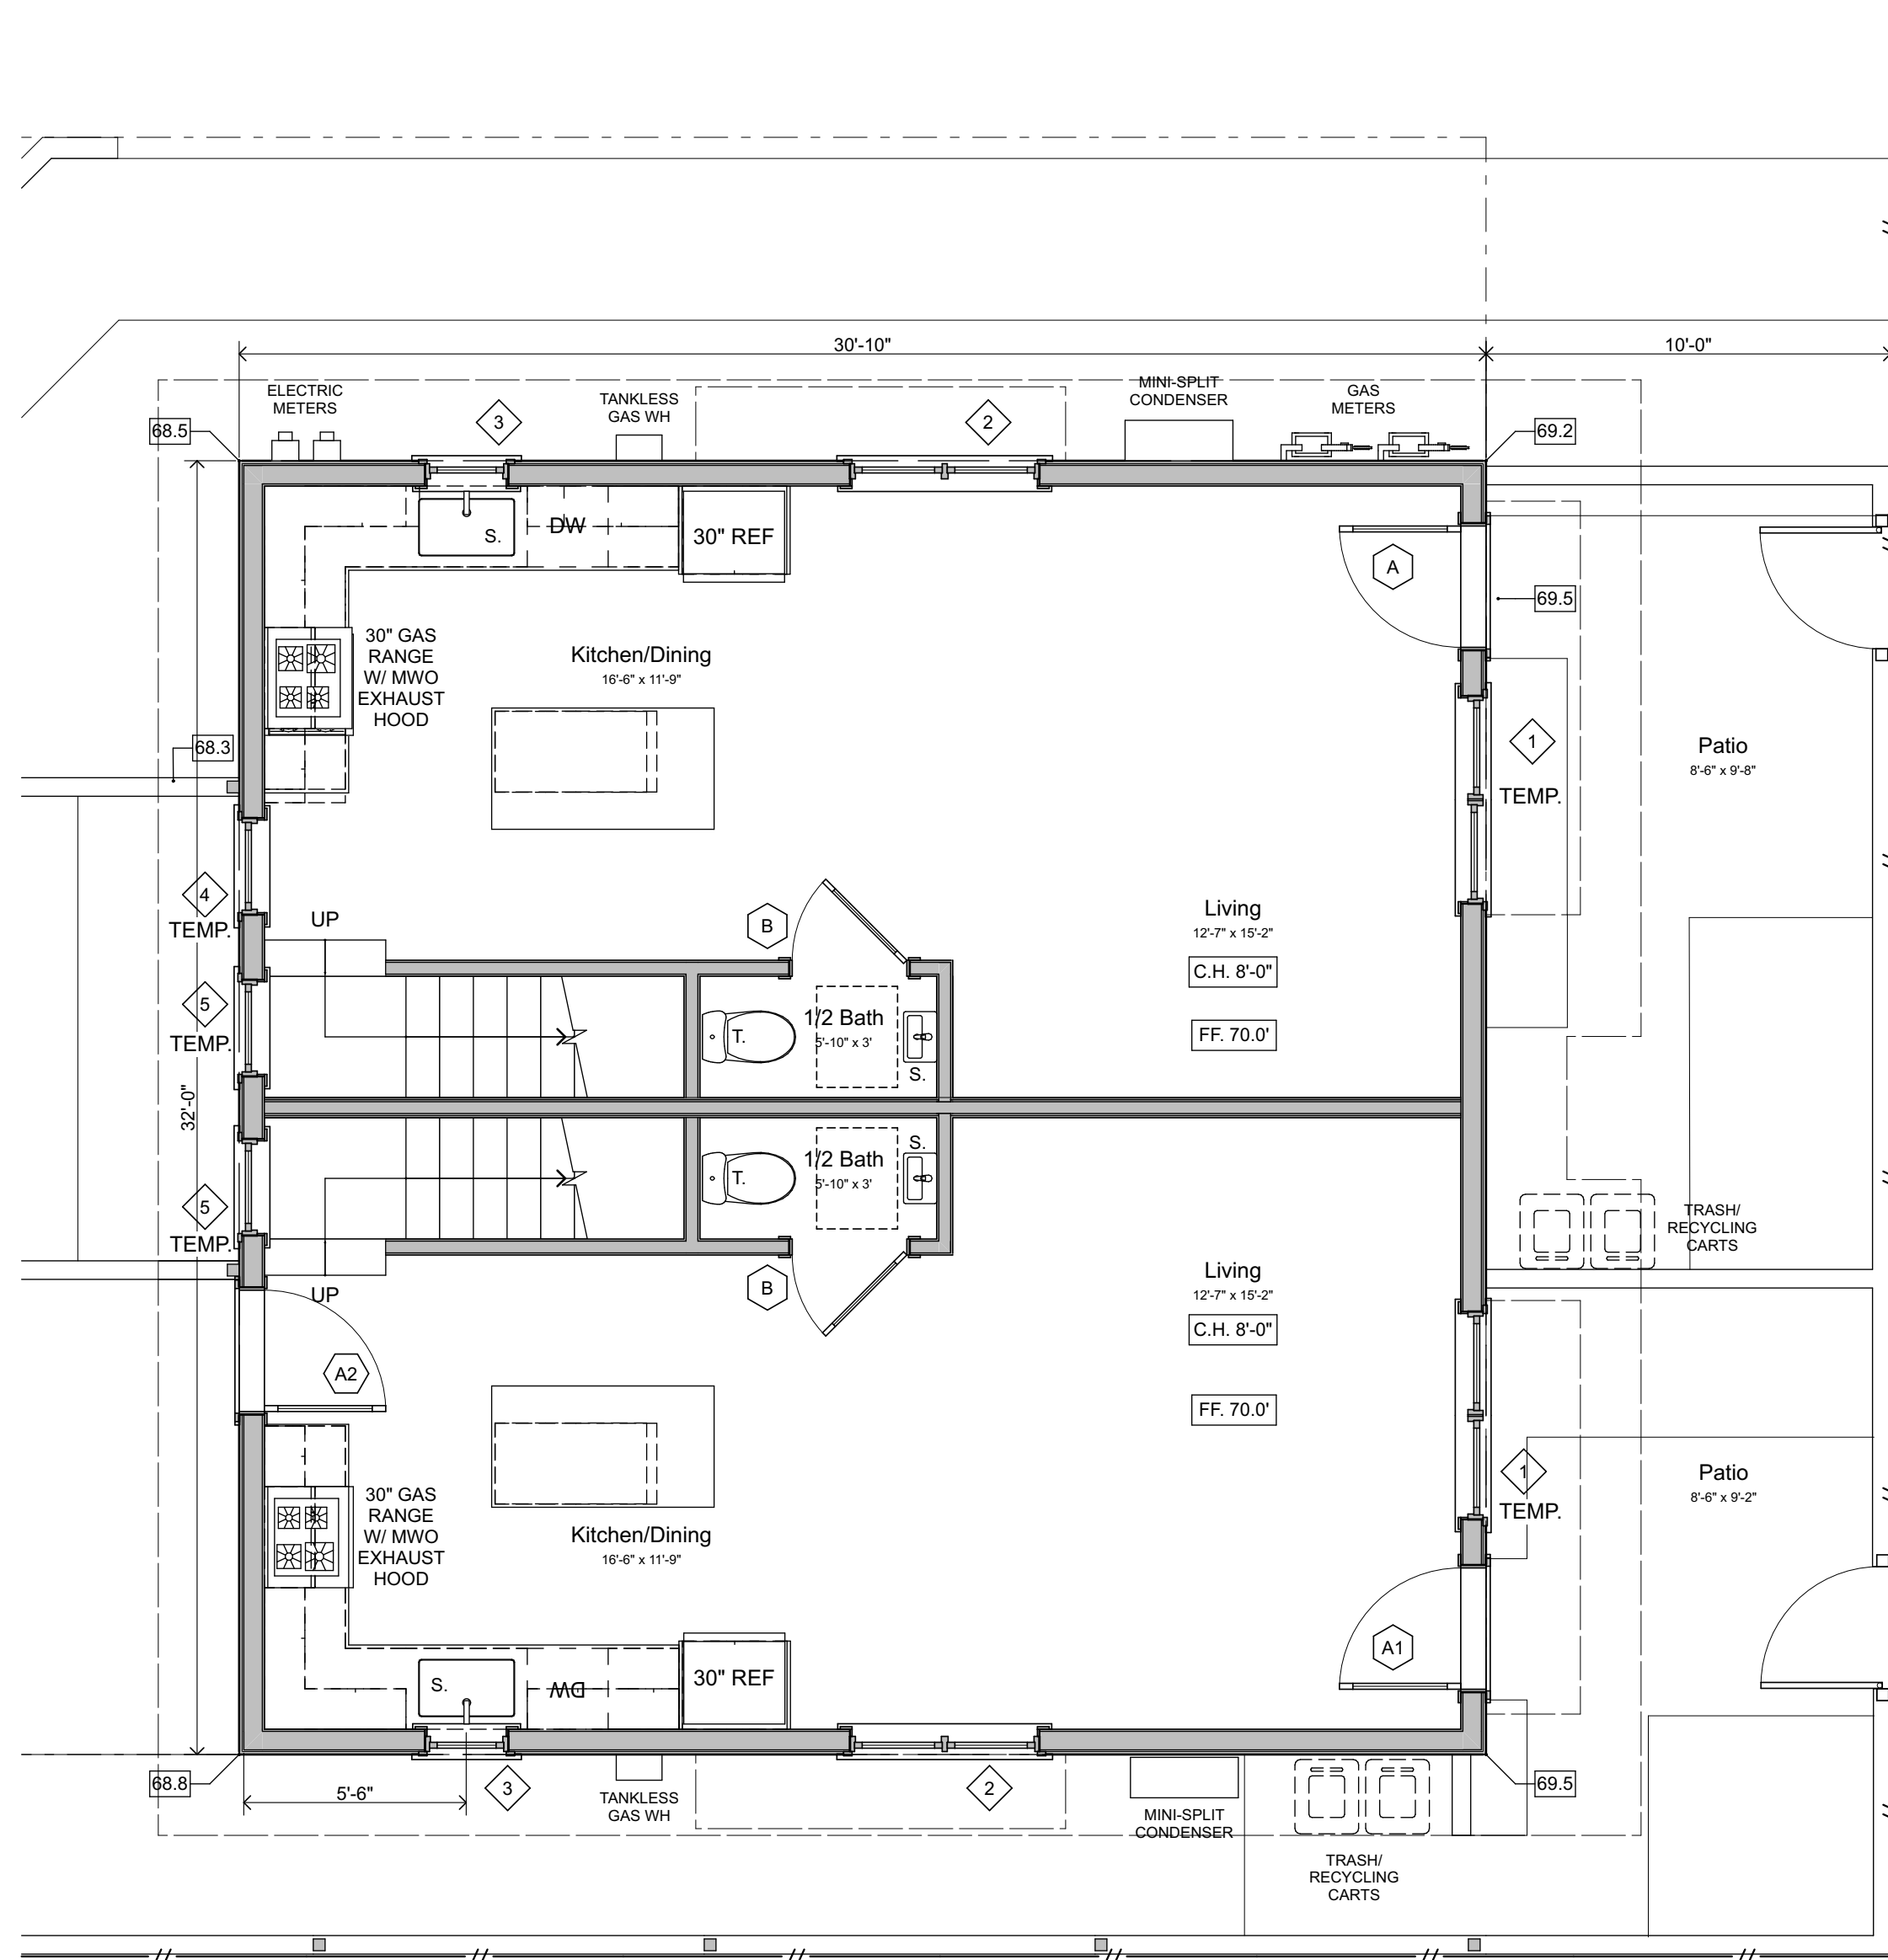 30'-10"
10'-0"
ELECTRIC
METERS
3
TANKLESS
GAS WH
2
MINI-SPLIT
CONDENSER
GAS
METERS
68.5
69.2
S.
DW
30" REF
A
69.5
30" GAS
RANGE
W/ MWO
EXHAUST
HOOD
Kitchen/Dining
16'-6" x 11'-9"
68.3
1
TEMP.
Patio
8'-6" x 9'-8"
4
TEMP.
UP
B
Living
12'-7" x 15'-2"
C.H. 8'-0"
5
TEMP.
T.
1/2 Bath
5'-10" x 3'
S.
FF. 70.0'
32'-0"
5
TEMP.
T.
1/2 Bath
5'-10" x 3'
S.
TRASH/
RECYCLING
CARTS
UP
B
Living
12'-7" x 15'-2"
C.H. 8'-0"
A2
FF. 70.0'
1
TEMP.
Patio
8'-6" x 9'-2"
30" GAS
RANGE
W/ MWO
EXHAUST
HOOD
Kitchen/Dining
16'-6" x 11'-9"
A1
S.
DW
30" REF
68.8
5'-6"
3
TANKLESS
GAS WH
2
MINI-SPLIT
CONDENSER
69.5
TRASH/
RECYCLING
CARTS